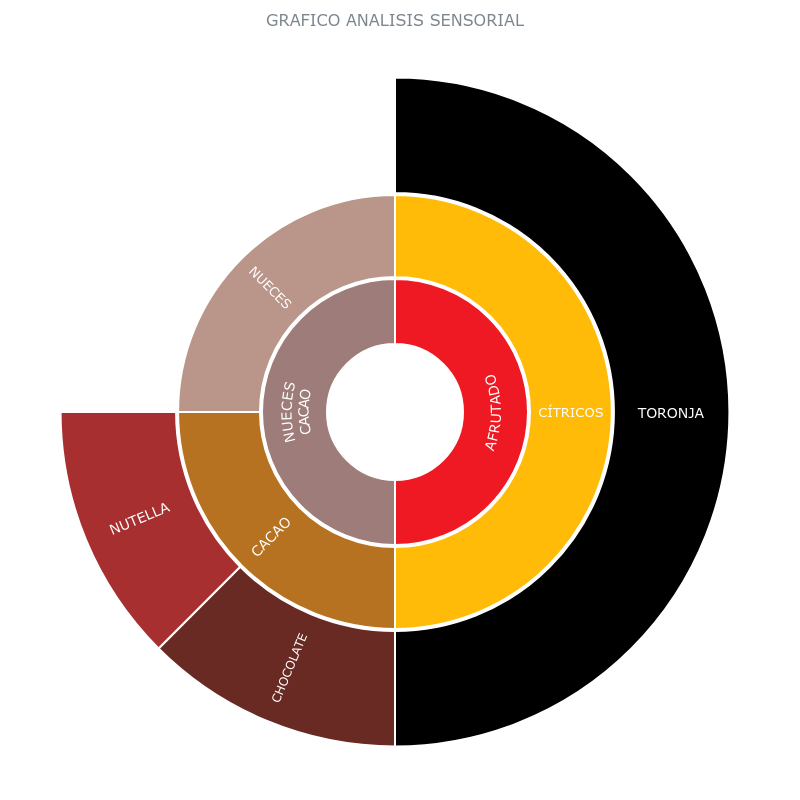 GRAFICO ANALISIS SENSORIAL
NUECES
NUECES
CACAO
AFRUTADO
CÍTRICOS
TORONJA
NUTELLA
CACAO
CHOCOLATE